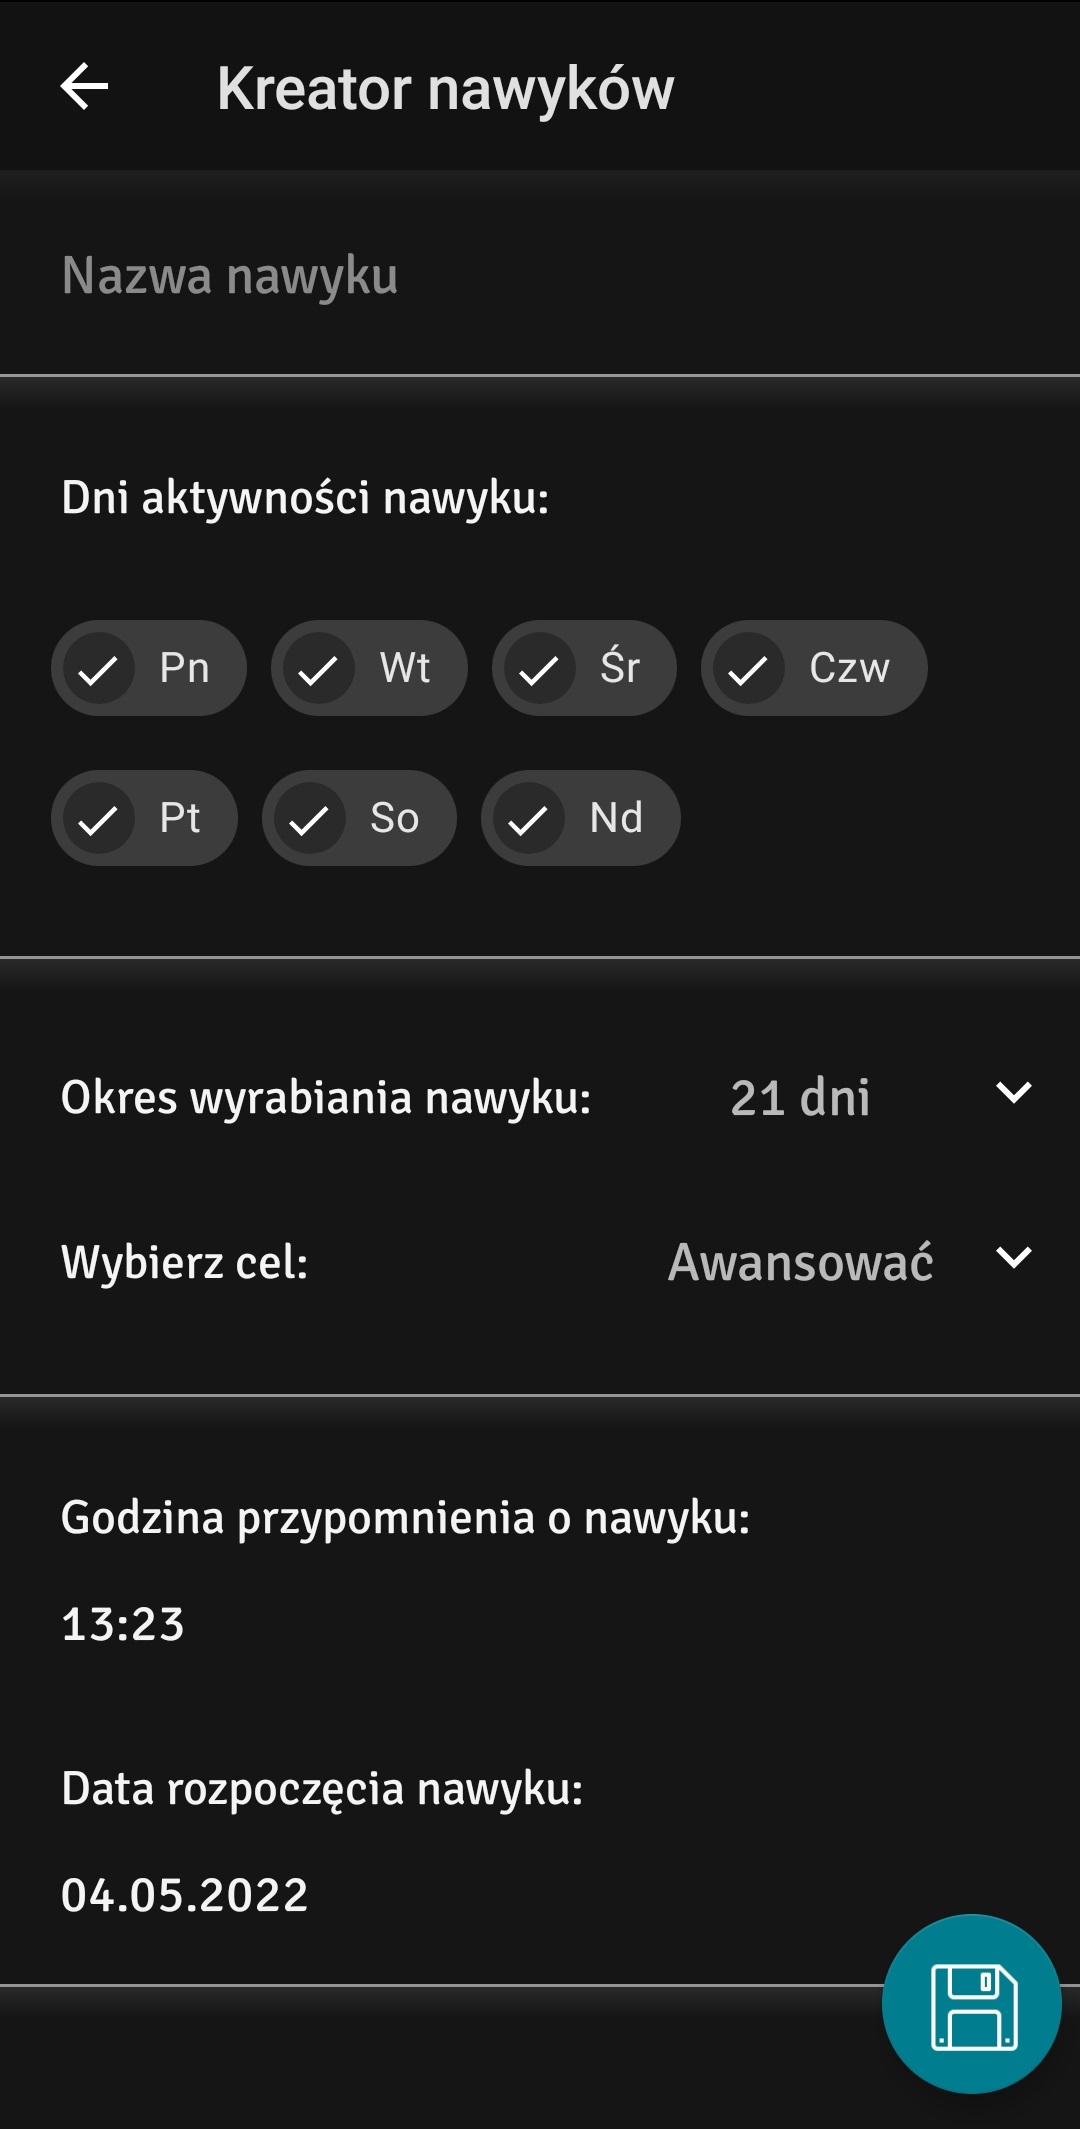 Kreator nawyków
Nazwa nawyku
Dni aktywności nawyku:
Pn Wt Śr Czw
Pt So Nd
Okres wyrabiania nawyku: 21 dni
Wybierz cel: Awansować
Godzina przypomnienia o nawyku:
13:23
Data rozpoczęcia nawyku:
04.05.2022